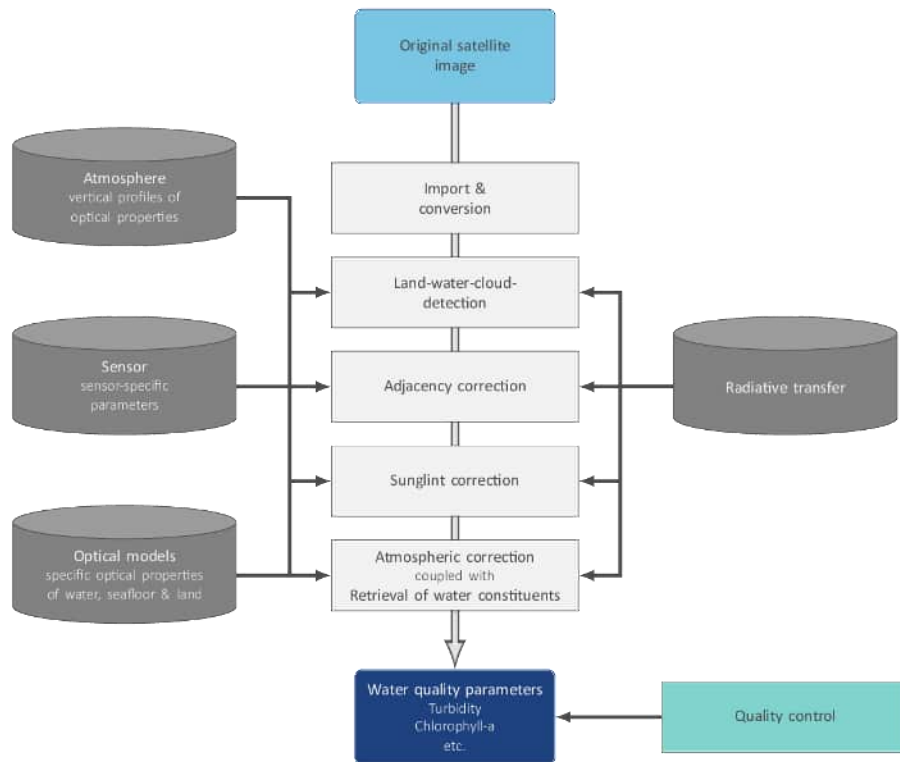 Original satellite
image
Atmosphere
vertical profiles of
optical properties
Import &
conversion
Land-water-cloud-
detection
Sensor
sensor-specific
parameters
Adjacency correction
Radiative transfer
Sunglint correction
Optical models
specific optical properties
of water, seafloor & land
Atmospheric correction
coupled with
Retrieval of water constituents
Water quality parameters
Turbidity
Chlorophyll-a
etc.
Quality control